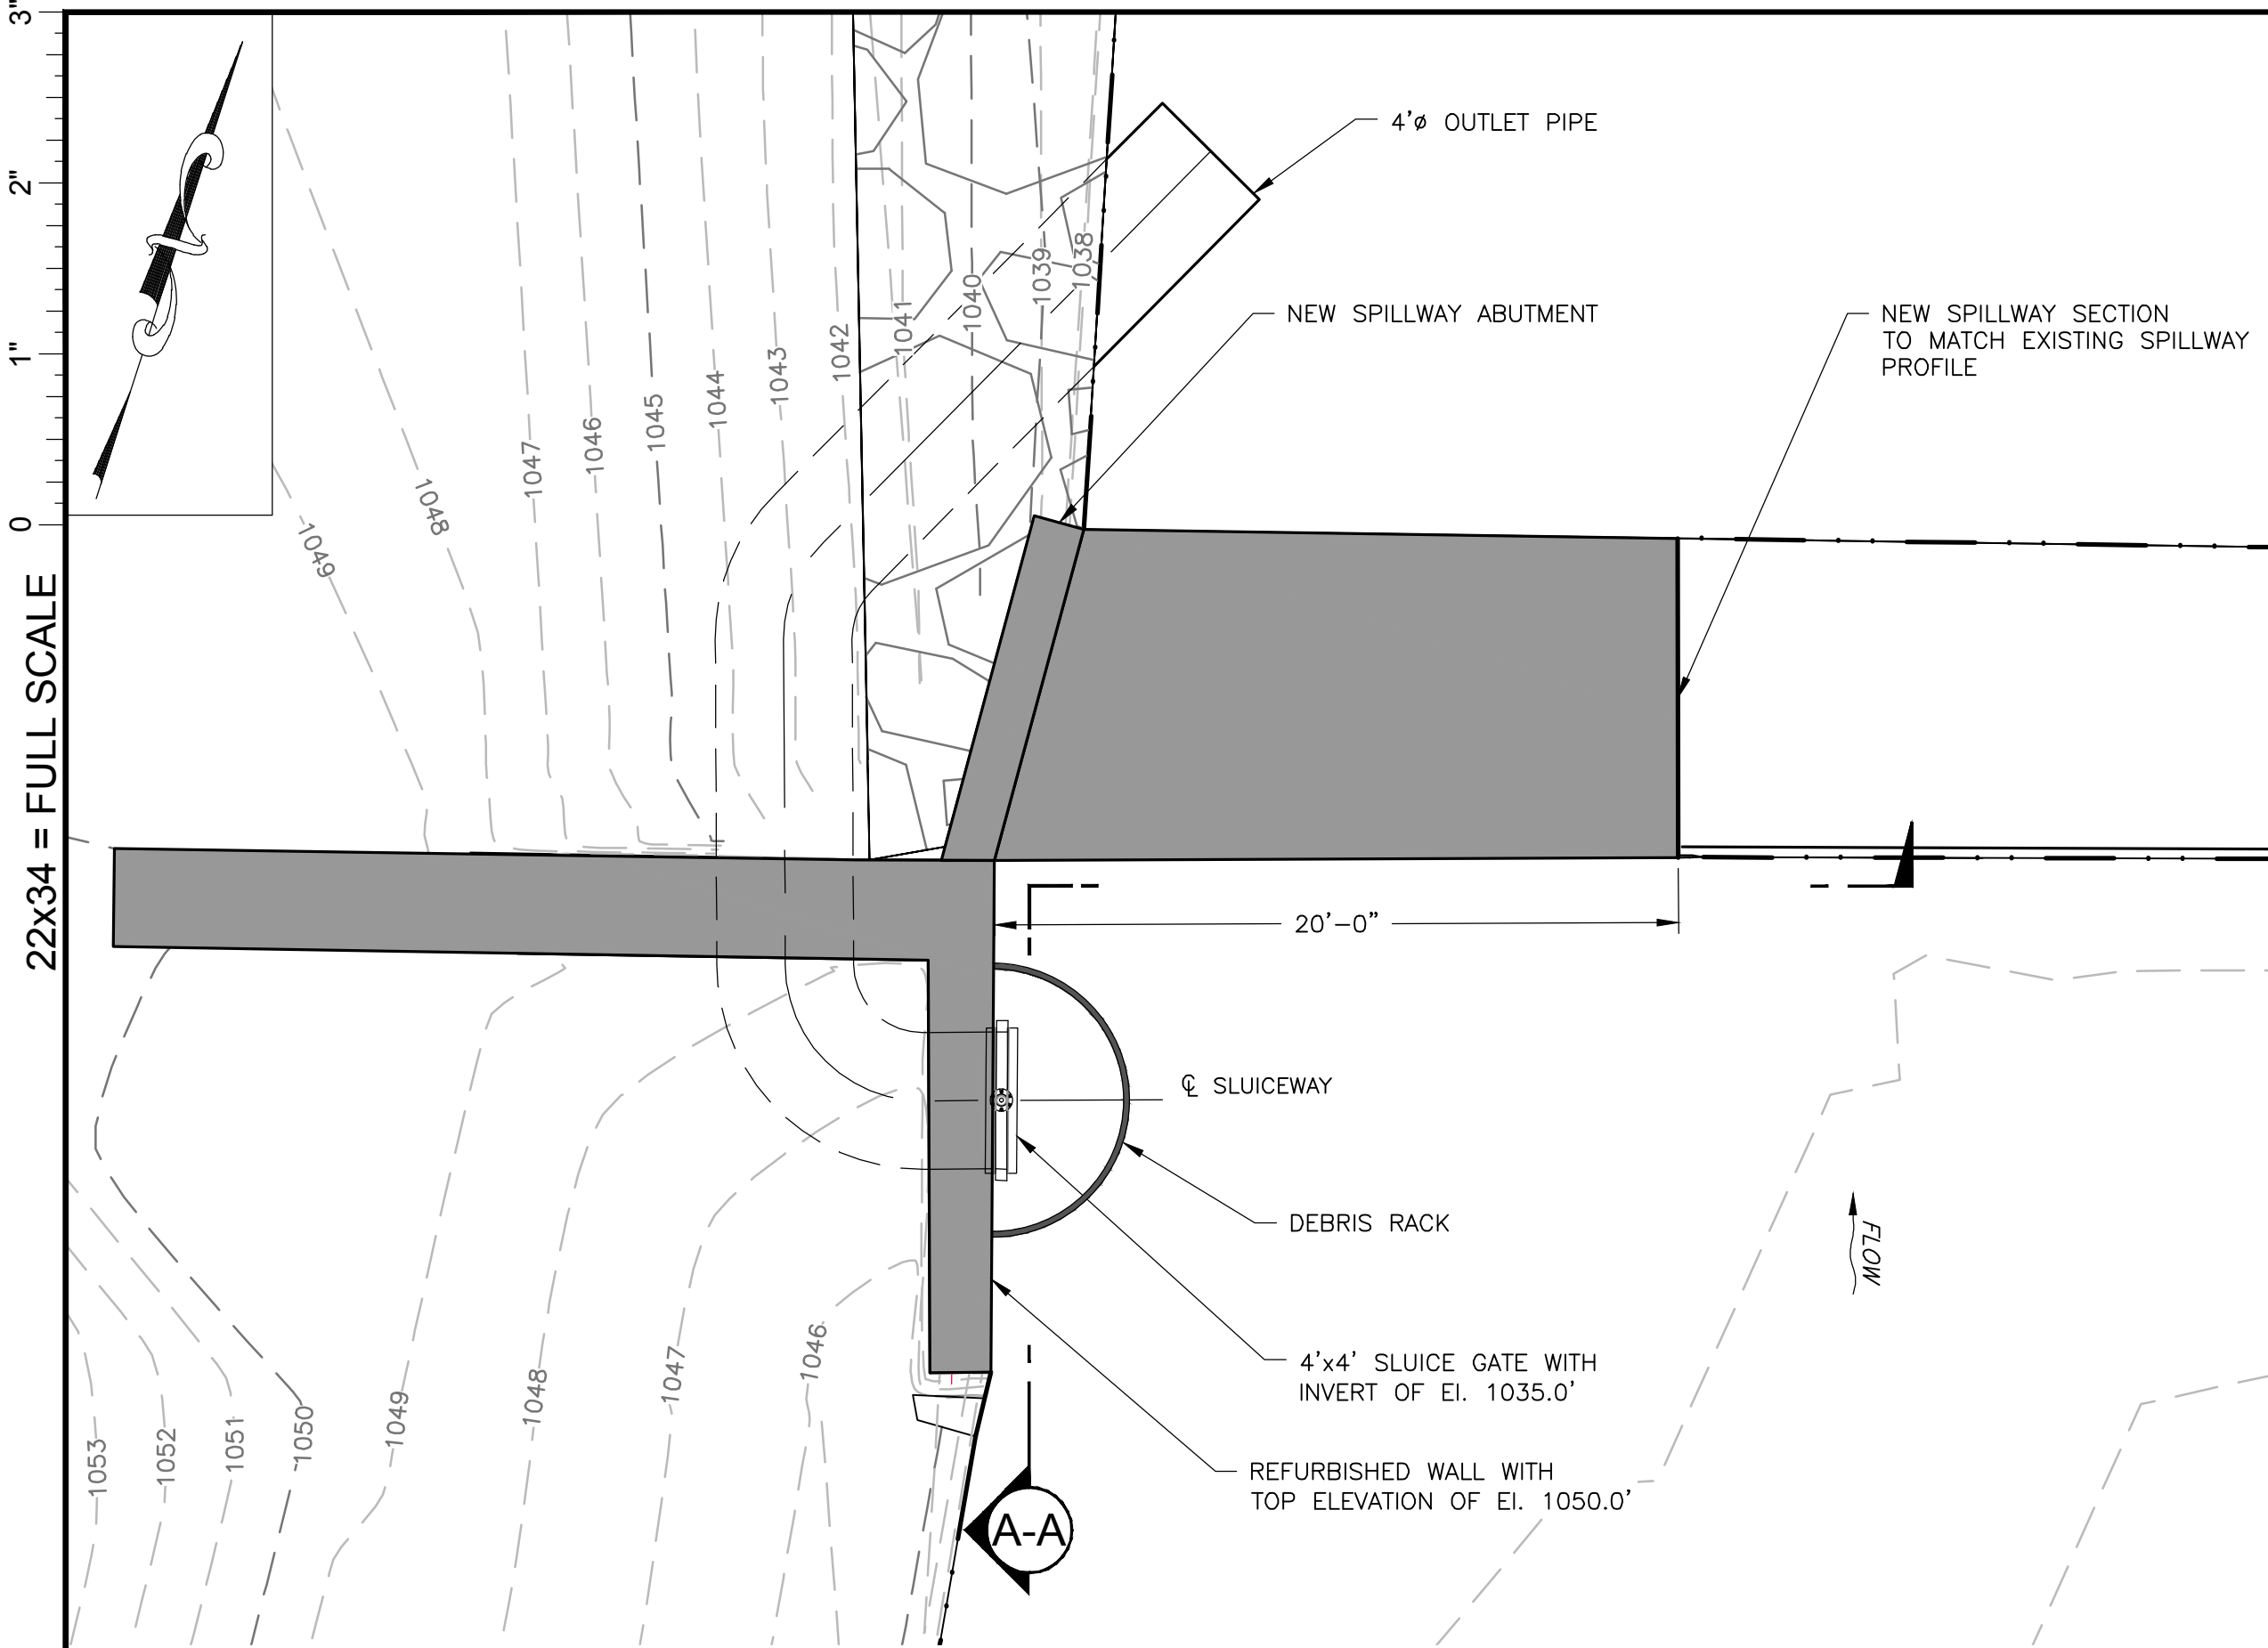 3"
2"
1"
0
22x34 = FULL SCALE
4'ø OUTLET PIPE
NEW SPILLWAY ABUTMENT
NEW SPILLWAY SECTION
TO MATCH EXISTING SPILLWAY
PROFILE
1038
1039
1040
1041
1042
1043
1044
1045
1046
1047
1048
1049
20'-0"
℄ SLUICEWAY
DEBRIS RACK
FLOW
4'x4' SLUICE GATE WITH
INVERT OF El. 1035.0'
REFURBISHED WALL WITH
TOP ELEVATION OF El. 1050.0'
A-A
1053
1052
1051
1050
1049
1048
1047
1046